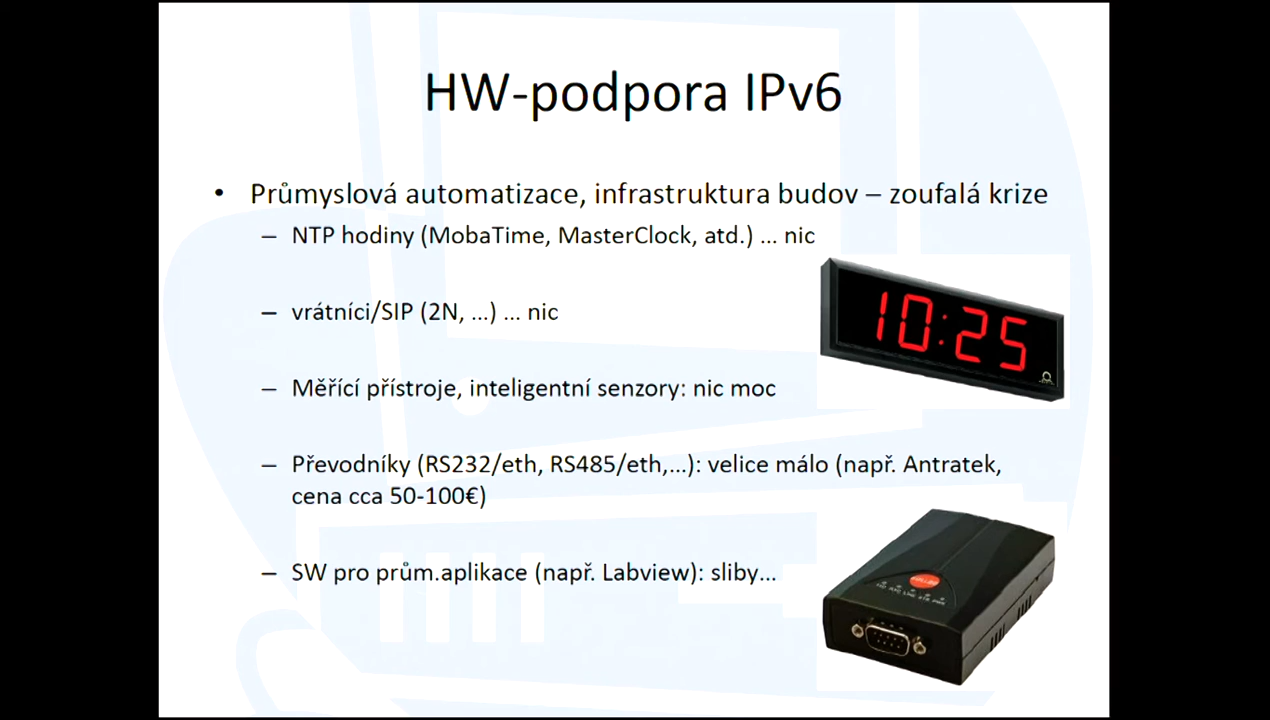 HW-podpora IPv6
• Průmyslová automatizace, infrastruktura budov – zoufalá krize
– NTP hodiny (MobaTime, MasterClock, atd.) ... nic
– vrátníci/SIP (2N, ...) ... nic
10:25
– Měřící přístroje, inteligentní senzory: nic moc
– Převodníky (RS232/eth, RS485/eth,...): velice málo (např. Antratek,
cena cca 50-100€)
– SW pro prům.aplikace (např. Labview): sliby...